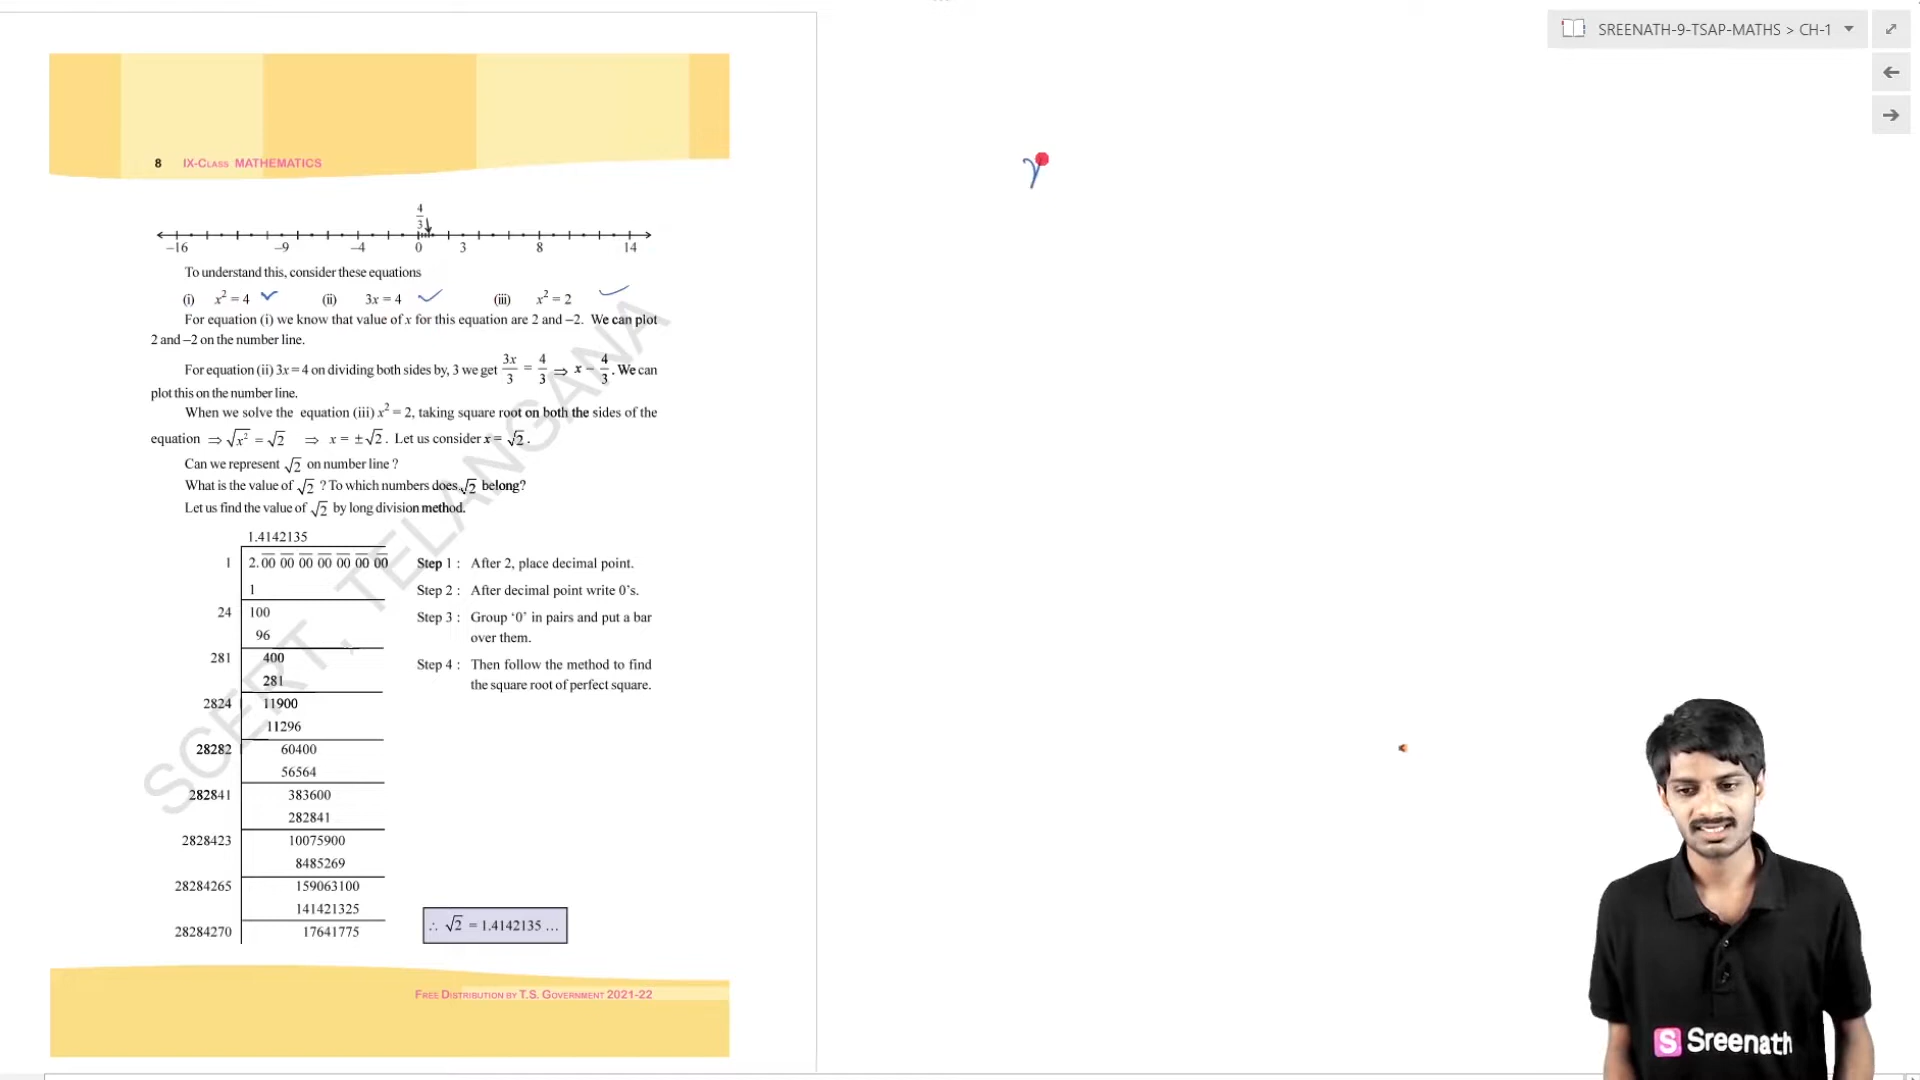 SREENATH-9-TSAP-MATHS > CH-1
8 IX-CLASS MATHEMATICS
4
3
–16 –9 –4 0 3 8 14
To understand this, consider these equations
(i) x² = 4 (ii) 3x = 4 (iii) x² = 2
For equation (i) we know that value of x for this equation are 2 and –2. We can plot
2 and –2 on the number line.
For equation (ii) 3x = 4 on dividing both sides by, 3 we get 3x/3 = 4/3 ⇒ x – 4/3 . We can
plot this on the number line.
When we solve the equation (iii) x² = 2, taking square root on both the sides of the
equation ⇒ √x² = √2 ⇒ x = ±√2 . Let us consider x = √2 .
Can we represent √2 on number line ?
What is the value of √2 ? To which numbers does √2 belong?
Let us find the value of √2 by long division method.
1.4142135
1 2.00 00 00 00 00 00 00
1
24 100
96
281 400
281
2824 11900
11296
28282 60400
56564
282841 383600
282841
2828423 10075900
8485269
28284265 159063100
141421325
28284270 17641775
Step 1 : After 2, place decimal point.
Step 2 : After decimal point write 0’s.
Step 3 : Group ‘0’ in pairs and put a bar
over them.
Step 4 : Then follow the method to find
the square root of perfect square.
∴ √2 = 1.4142135 …
SCERT, TELANGANA
FREE DISTRIBUTION BY T.S. GOVERNMENT 2021-22
S Sreenath